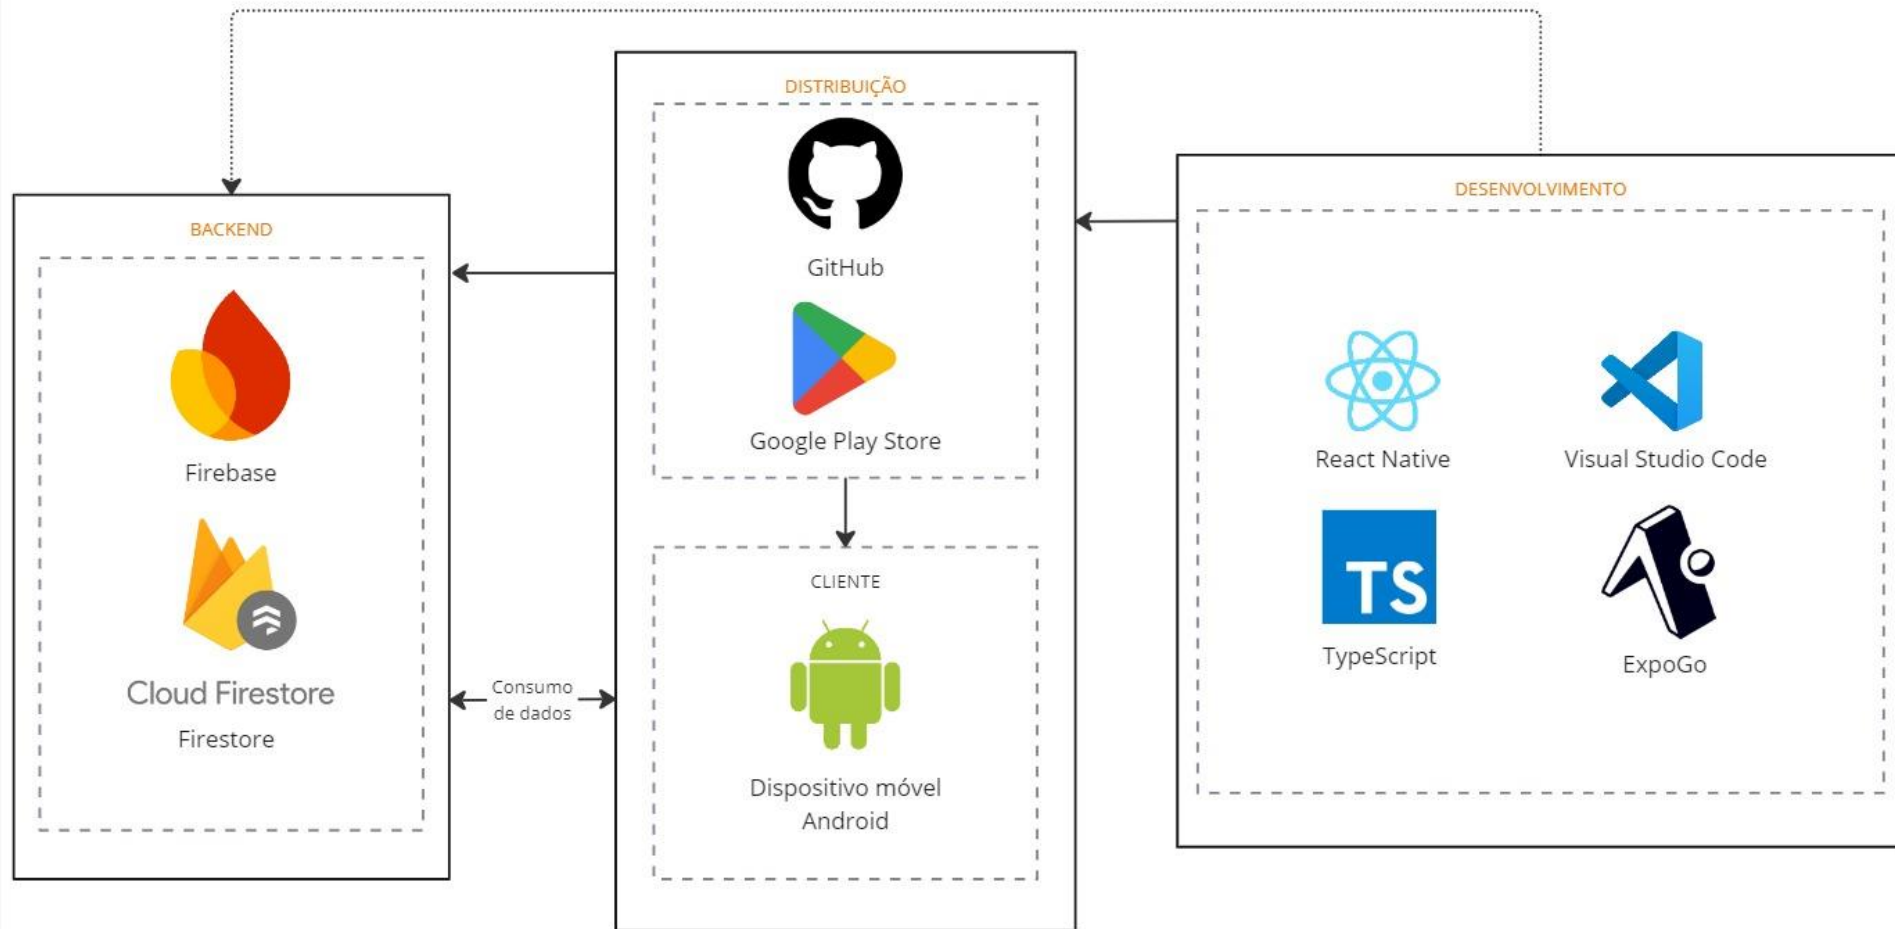 BACKEND
Firebase
Cloud Firestore
Firestore
Consumo
de dados
DISTRIBUIÇÃO
GitHub
Google Play Store
CLIENTE
Dispositivo móvel
Android
DESENVOLVIMENTO
React Native
Visual Studio Code
TS
TypeScript
ExpoGo